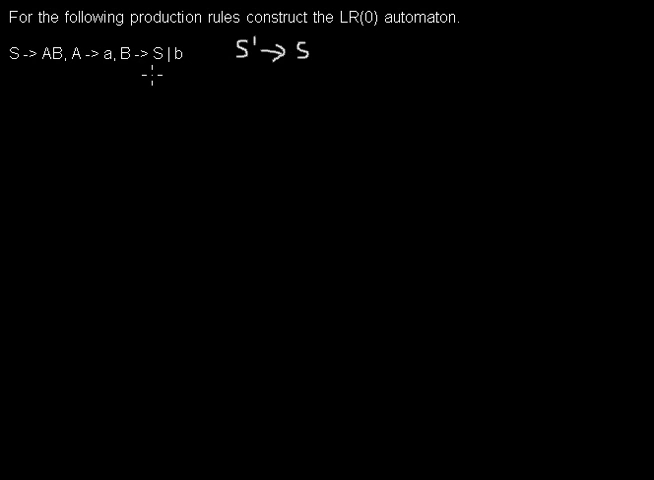 For the following production rules construct the LR(0) automaton.
S -> AB, A -> a, B -> S | b S' → S